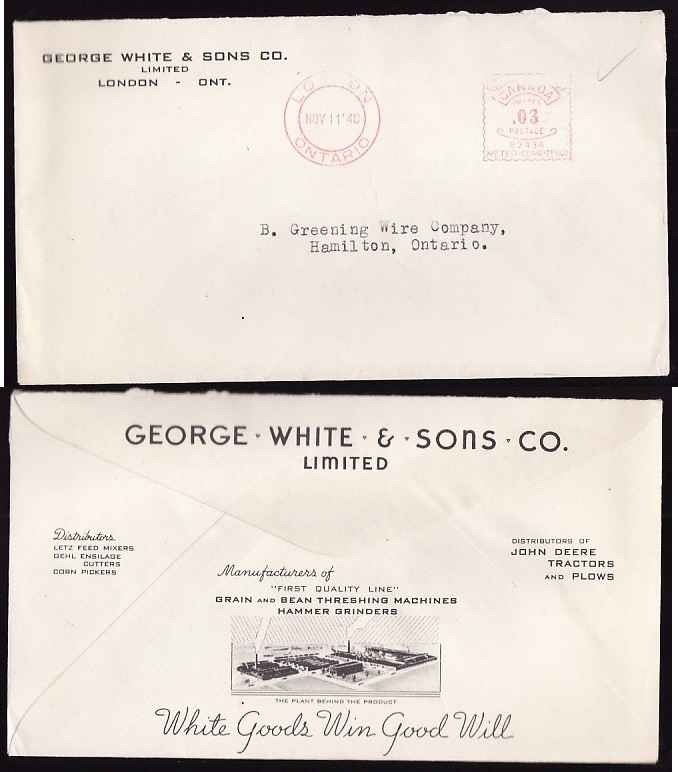 GEORGE WHITE & SONS CO.
LIMITED
LONDON - ONT.
LO  ON
NOV 11 '40
ONTARIO
CANADA
.03
POSTAGE
B. Greening Wire Company,
Hamilton, Ontario.
GEORGE · WHITE · & · SONS · CO.
LIMITED
Distributors
LETZ FEED MIXERS
GEHL ENSILAGE
CUTTERS
CORN PICKERS
DISTRIBUTORS OF
JOHN DEERE
TRACTORS
AND PLOWS
Manufacturers of
"FIRST QUALITY LINE"
GRAIN AND BEAN THRESHING MACHINES
HAMMER GRINDERS
THE PLANT BEHIND THE PRODUCT
White Goods Win Good Will